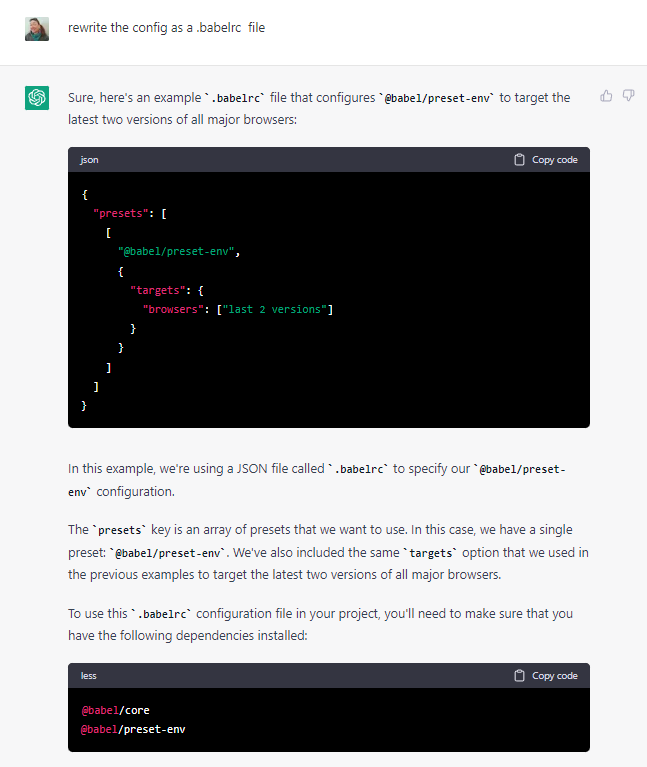 rewrite the config as a .babelrc  file
Sure, here's an example `.babelrc` file that configures `@babel/preset-env` to target the
latest two versions of all major browsers:
json
Copy code
{
  "presets": [
    [
      "@babel/preset-env",
      {
        "targets": {
          "browsers": ["last 2 versions"]
        }
      }
    ]
  ]
}
In this example, we're using a JSON file called `.babelrc` to specify our `@babel/preset-
env` configuration.
The `presets` key is an array of presets that we want to use. In this case, we have a single
preset: `@babel/preset-env`. We've also included the same `targets` option that we used in
the previous examples to target the latest two versions of all major browsers.
To use this `.babelrc` configuration file in your project, you'll need to make sure that you
have the following dependencies installed:
less
Copy code
@babel/core
@babel/preset-env